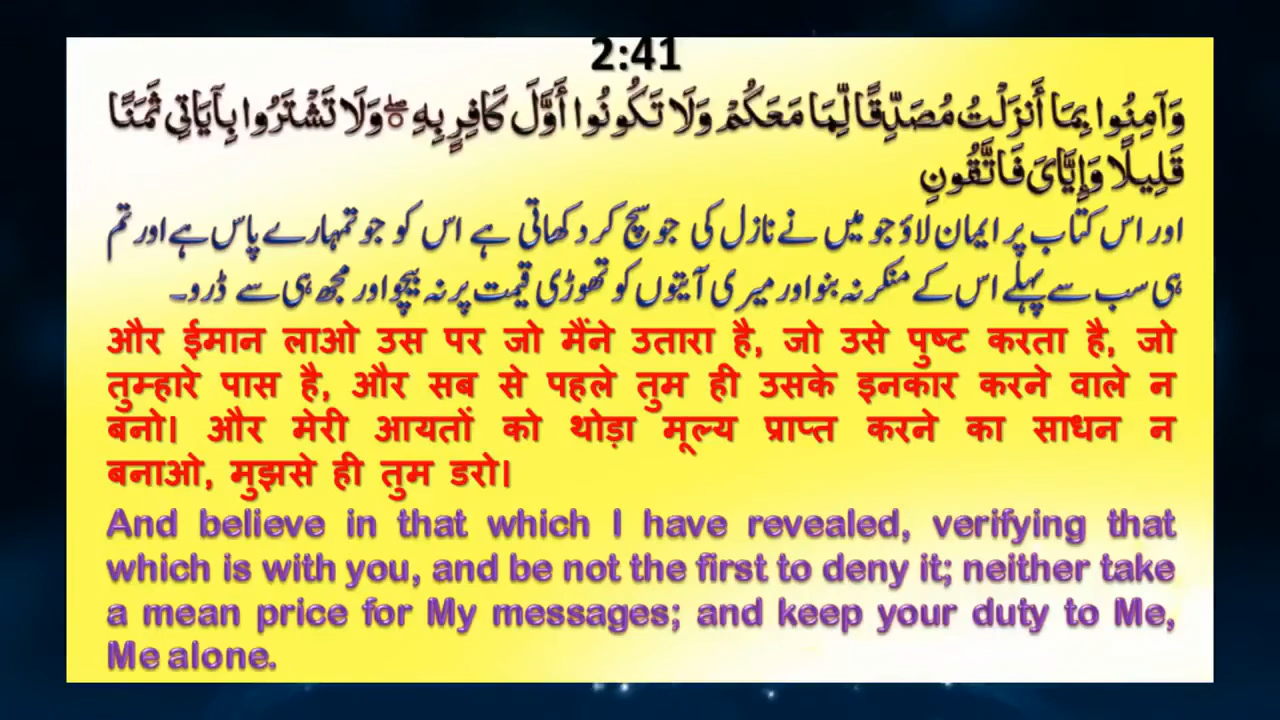 2:41
وَآمِنُوا بِمَا أَنزَلْتُ مُصَدِّقًا لِّمَا مَعَكُمْ وَلَا تَكُونُوا أَوَّلَ كَافِرٍ بِهِ ۖ وَلَا تَشْتَرُوا بِآيَاتِي ثَمَنًا
قَلِيلًا وَإِيَّايَ فَاتَّقُونِ
اور اس کتاب پر ایمان لاؤ جو میں نے نازل کی جو سچ کر دکھاتی ہے اس کو جو تمہارے پاس ہے اور تم
ہی سب سے پہلے اس کے منکر نہ بنو اور میری آیتوں کو تھوڑی قیمت پر نہ بیچو اور مجھ ہی سے ڈرو۔
और ईमान लाओ उस पर जो मैंने उतारा है, जो उसे पुष्ट करता है, जो
तुम्हारे पास है, और सब से पहले तुम ही उसके इनकार करने वाले न
बनो। और मेरी आयतों को थोड़ा मूल्य प्राप्त करने का साधन न
बनाओ, मुझसे ही तुम डरो।
And believe in that which I have revealed, verifying that
which is with you, and be not the first to deny it; neither take
a mean price for My messages; and keep your duty to Me,
Me alone.